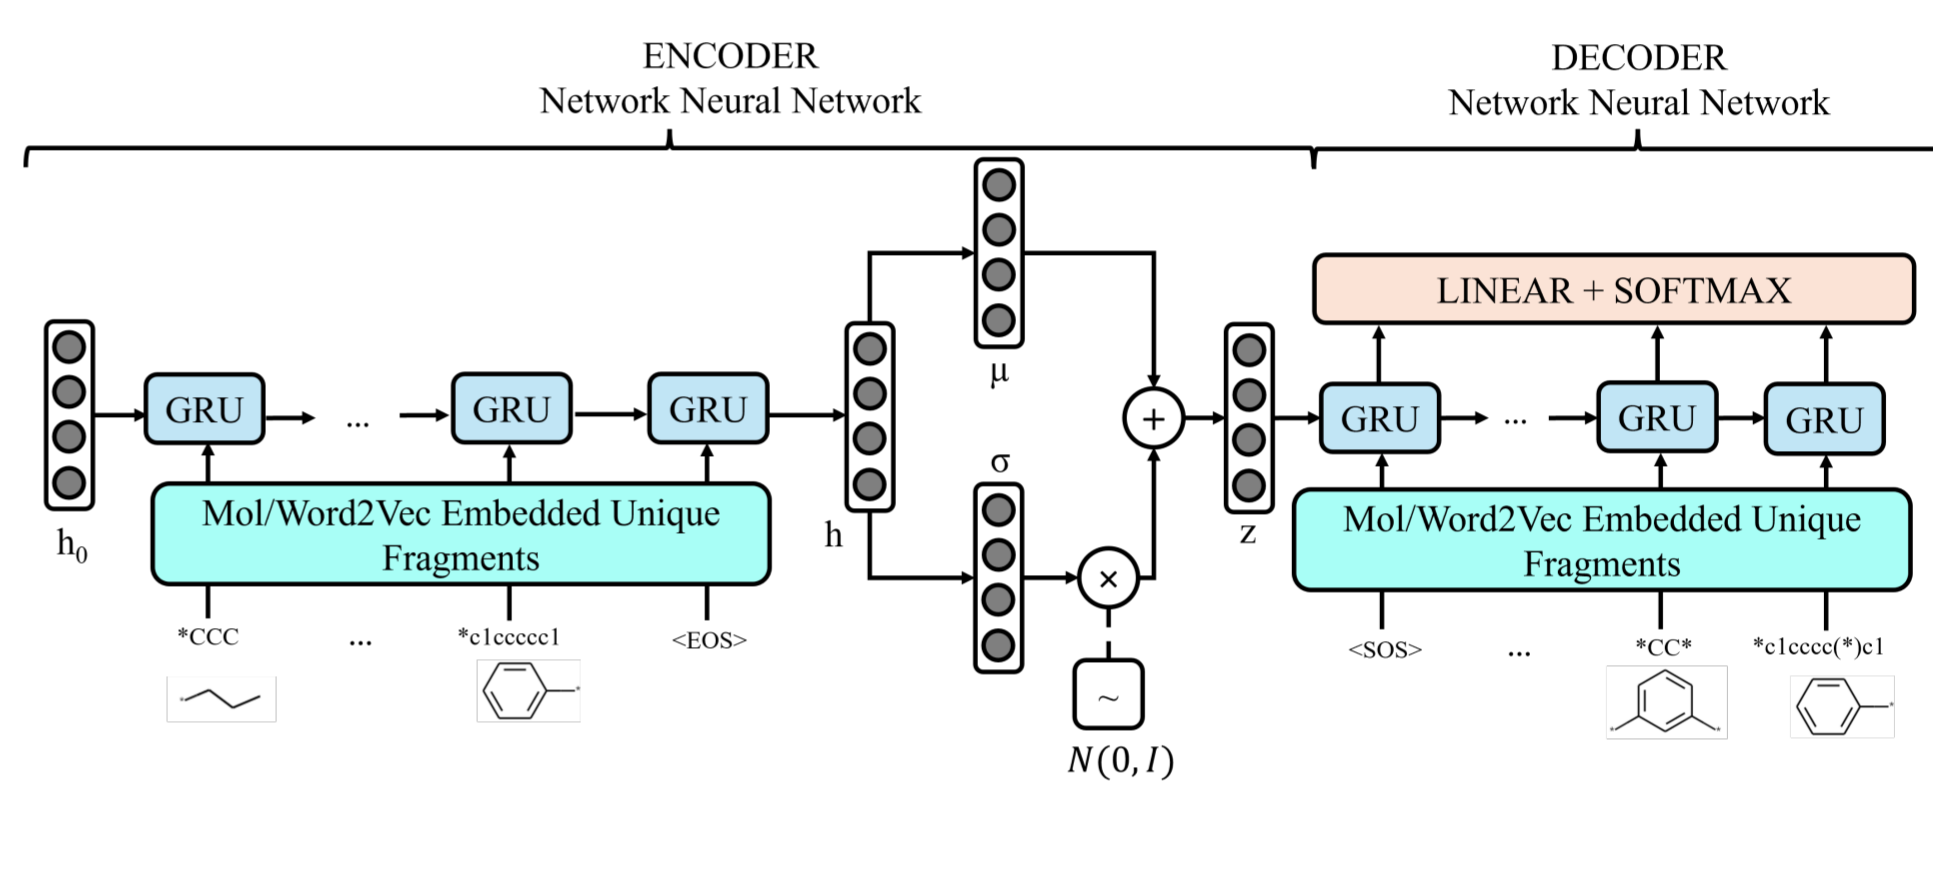 ENCODER
Network Neural Network
DECODER
Network Neural Network
μ
LINEAR + SOFTMAX
GRU
...
GRU
GRU
+
GRU
...
GRU
GRU
σ
h₀
Mol/Word2Vec Embedded Unique
Fragments
h
×
z
Mol/Word2Vec Embedded Unique
Fragments
*CCC
...
*c1ccccc1
<EOS>
<SOS>
...
*CC*
*c1cccc(*)c1
~
N(0, I)